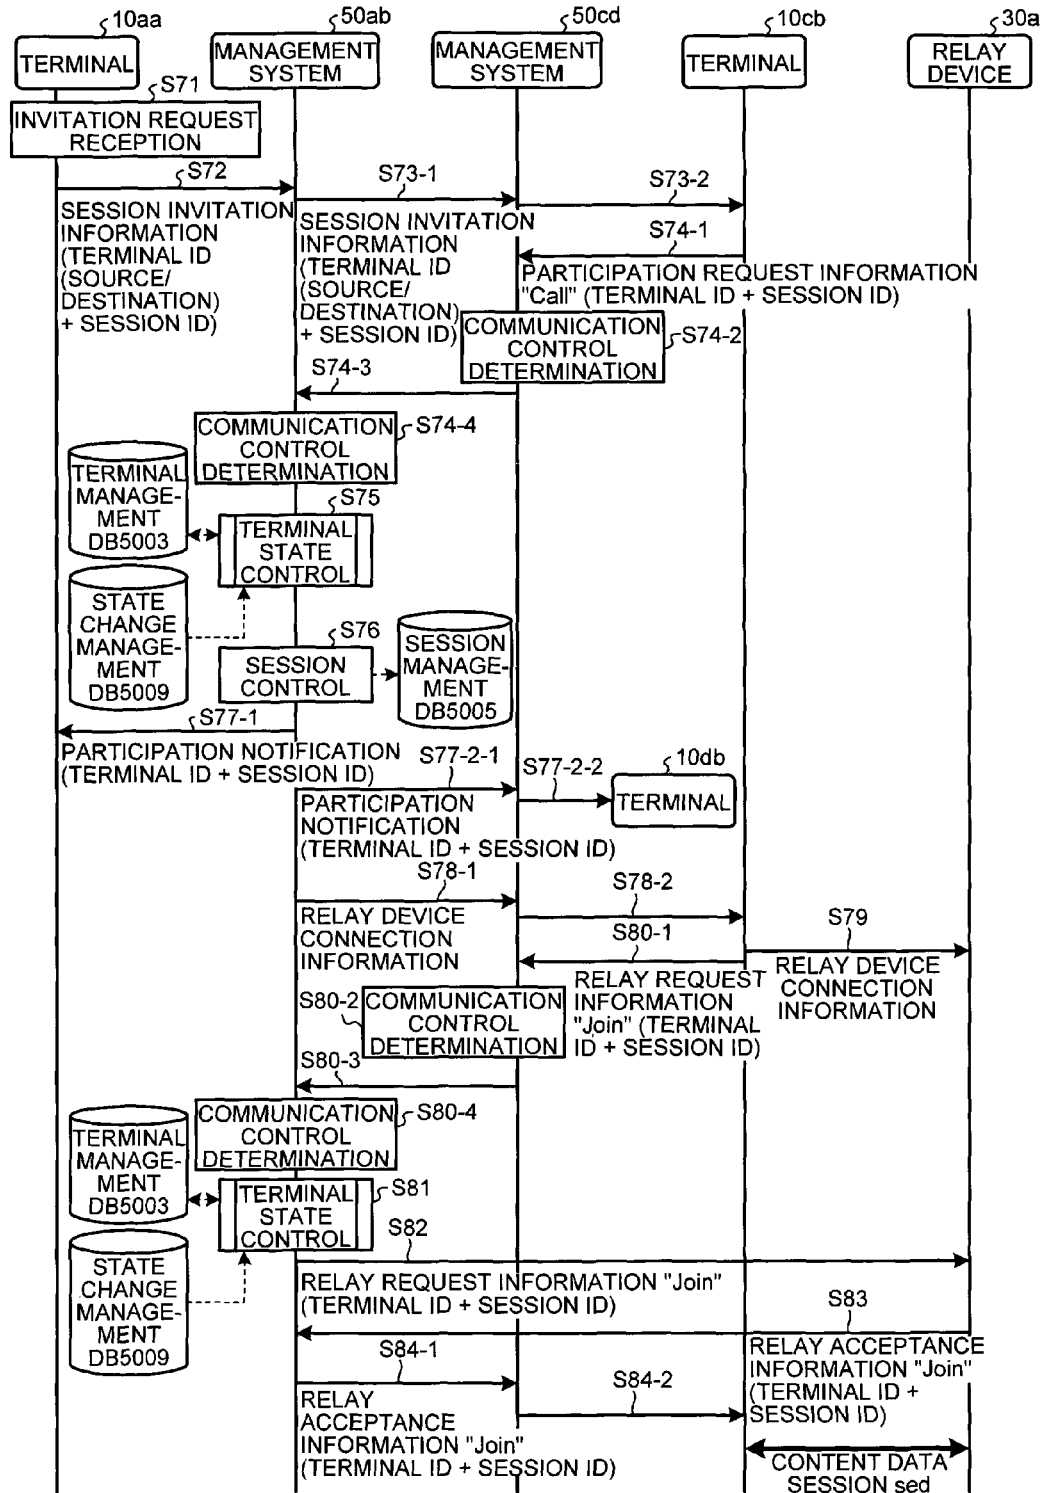 10aa
50ab
50cd
10cb
30a
TERMINAL
MANAGEMENT
SYSTEM
MANAGEMENT
SYSTEM
TERMINAL
RELAY
DEVICE
S71
INVITATION REQUEST
RECEPTION
S72
S73-1
S73-2
SESSION INVITATION
INFORMATION
(TERMINAL ID
(SOURCE/
DESTINATION)
+ SESSION ID)
SESSION INVITATION
INFORMATION
(TERMINAL ID
(SOURCE/
DESTINATION)
+ SESSION ID)
S74-1
PARTICIPATION REQUEST INFORMATION
"Call" (TERMINAL ID + SESSION ID)
COMMUNICATION
CONTROL
DETERMINATION
S74-2
S74-3
COMMUNICATION
CONTROL
DETERMINATION
S74-4
TERMINAL
MANAGE-
MENT
DB5003
S75
TERMINAL
STATE
CONTROL
STATE
CHANGE
MANAGE-
MENT
DB5009
S76
SESSION
CONTROL
SESSION
MANAGE-
MENT
DB5005
S77-1
PARTICIPATION NOTIFICATION
(TERMINAL ID + SESSION ID)
S77-2-1
S77-2-2
10db
TERMINAL
PARTICIPATION
NOTIFICATION
(TERMINAL ID + SESSION ID)
S78-1
S78-2
RELAY DEVICE
CONNECTION
INFORMATION
S80-1
S79
RELAY REQUEST
INFORMATION
"Join" (TERMINAL
ID + SESSION ID)
RELAY DEVICE
CONNECTION
INFORMATION
S80-2
COMMUNICATION
CONTROL
DETERMINATION
S80-3
COMMUNICATION
CONTROL
DETERMINATION
S80-4
TERMINAL
MANAGE-
MENT
DB5003
S81
TERMINAL
STATE
CONTROL
STATE
CHANGE
MANAGE-
MENT
DB5009
S82
RELAY REQUEST INFORMATION "Join"
(TERMINAL ID + SESSION ID)
S83
RELAY ACCEPTANCE
INFORMATION "Join"
(TERMINAL ID +
SESSION ID)
S84-1
S84-2
RELAY
ACCEPTANCE
INFORMATION "Join"
(TERMINAL ID + SESSION ID)
CONTENT DATA
SESSION sed